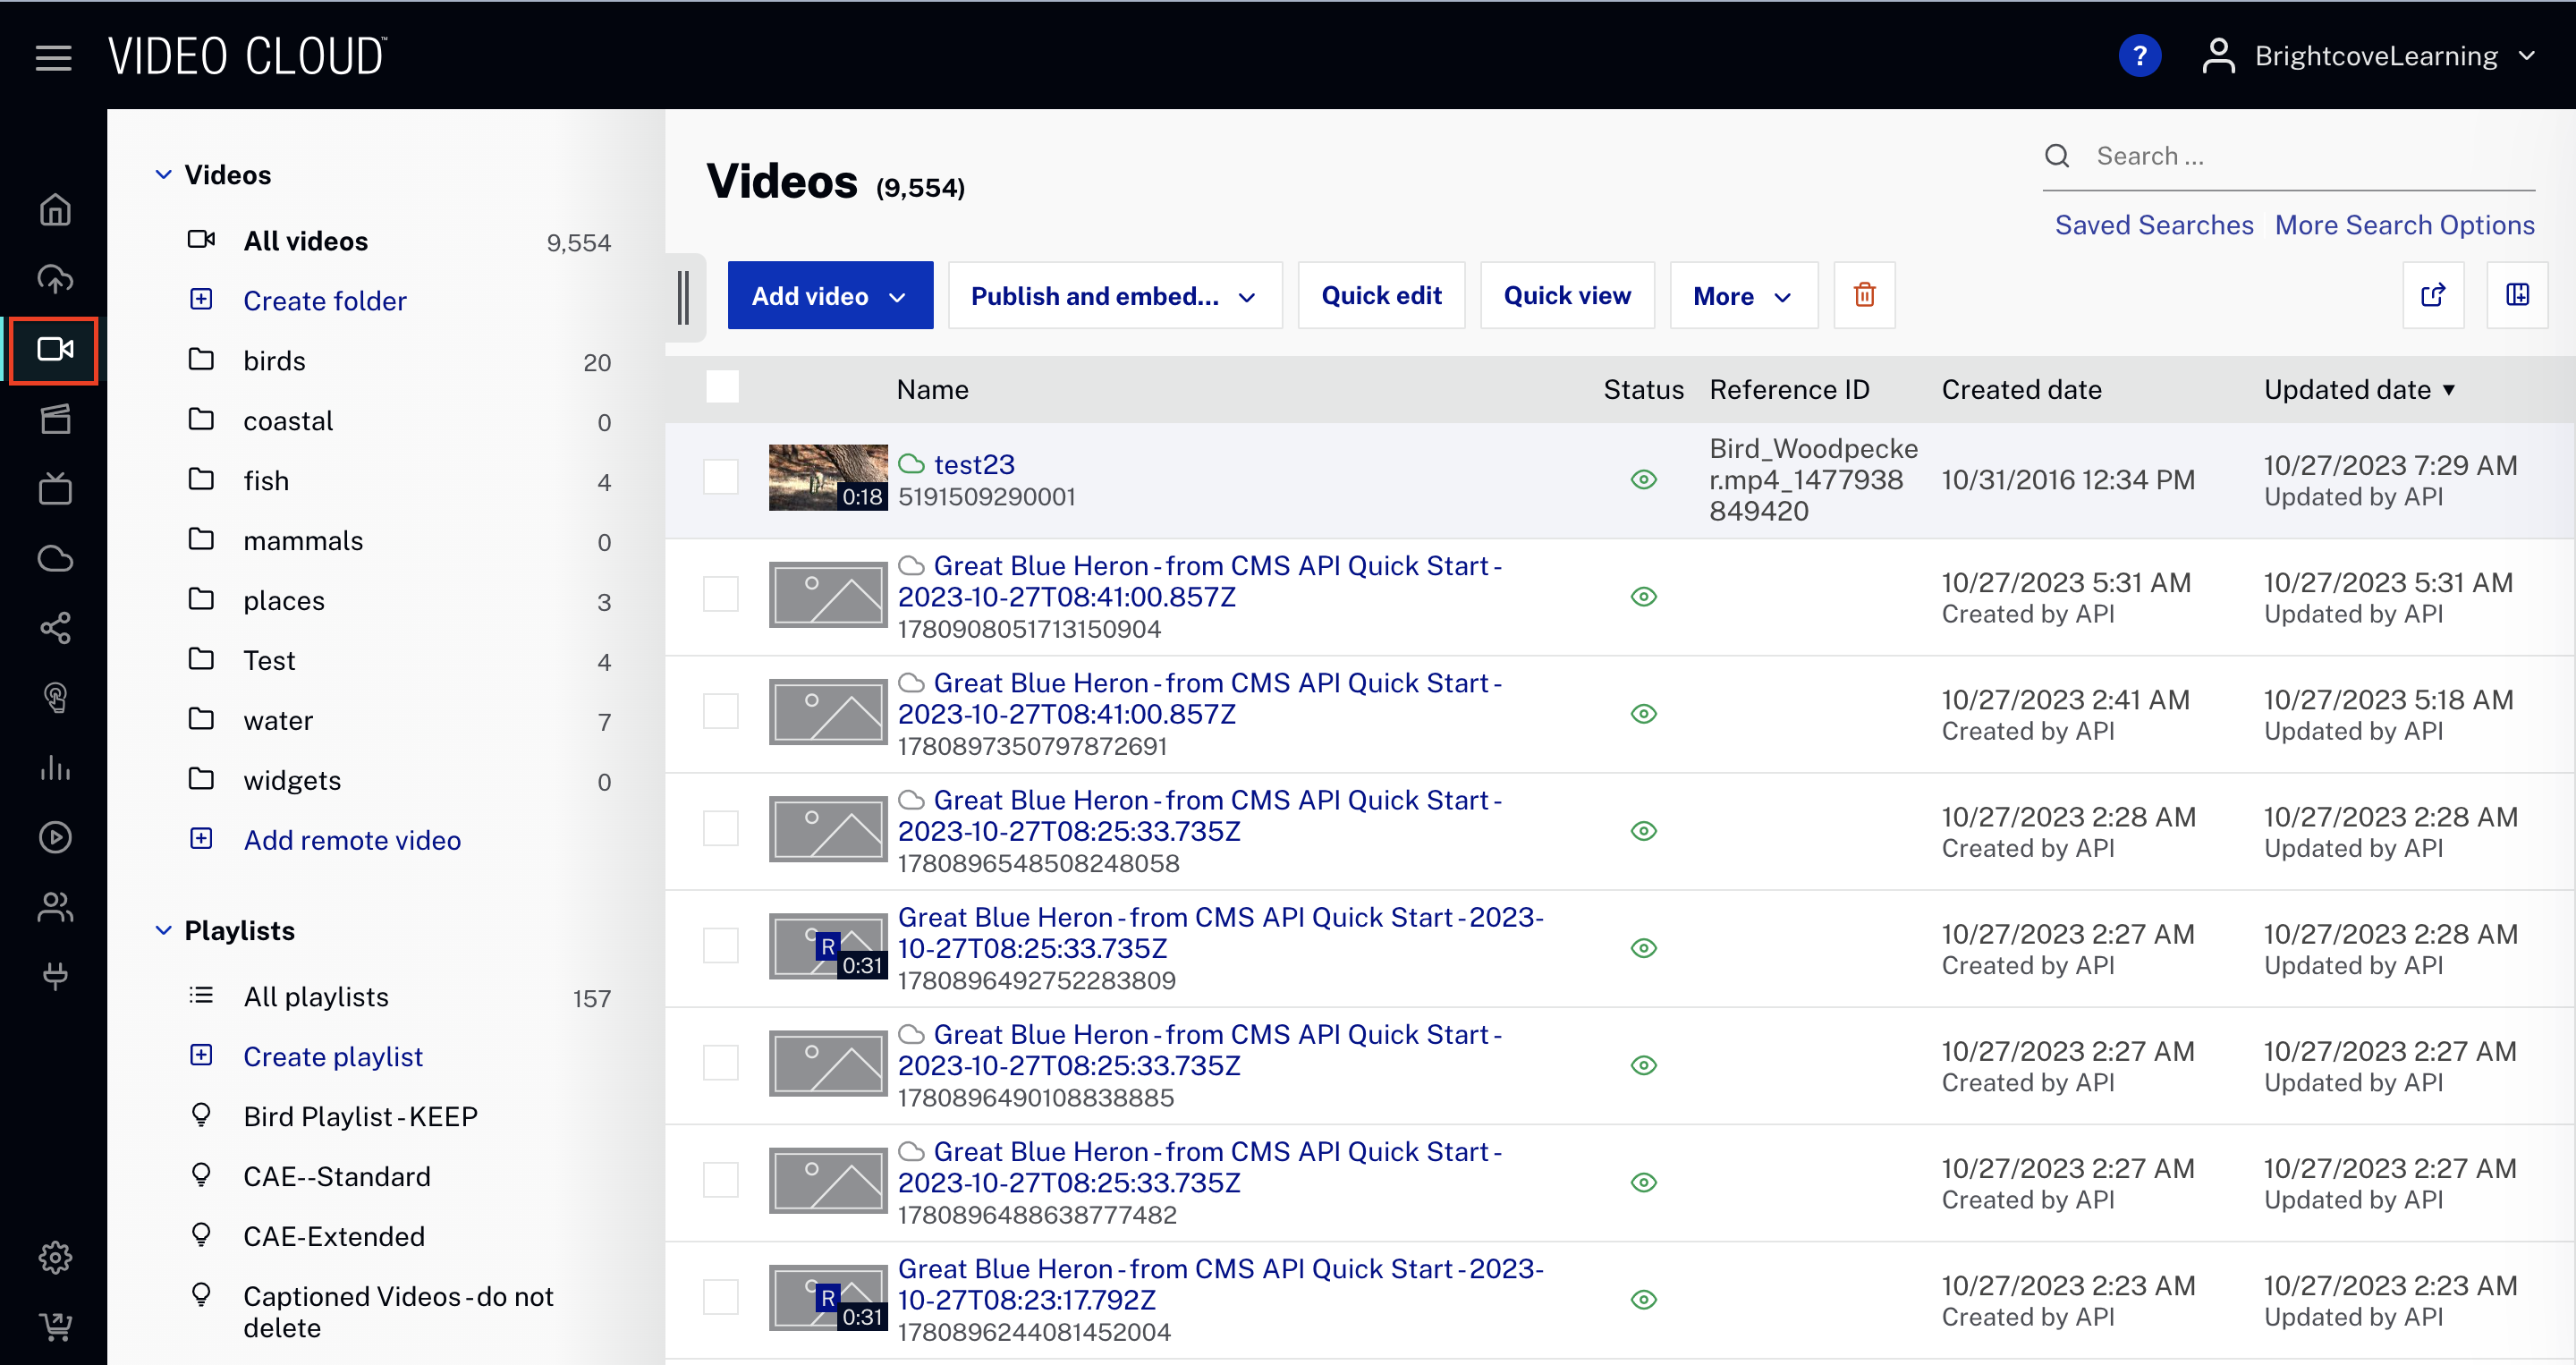 VIDEO CLOUD™
?
BrightcoveLearning
Videos
All videos 9,554
Create folder
birds 20
coastal 0
fish 4
mammals 0
places 3
Test 4
water 7
widgets 0
Add remote video
Playlists
All playlists 157
Create playlist
Bird Playlist - KEEP
CAE--Standard
CAE-Extended
Captioned Videos - do not
delete
Videos (9,554)
Search ...
Saved Searches More Search Options
Add video Publish and embed... Quick edit Quick view More
Name Status Reference ID Created date Updated date ▼
0:18
test23
5191509290001
Bird_Woodpecke
r.mp4_1477938
849420
10/31/2016 12:34 PM
10/27/2023 7:29 AM
Updated by API
Great Blue Heron - from CMS API Quick Start -
2023-10-27T08:41:00.857Z
1780908051713150904
10/27/2023 5:31 AM
Created by API
10/27/2023 5:31 AM
Updated by API
Great Blue Heron - from CMS API Quick Start -
2023-10-27T08:41:00.857Z
1780897350797872691
10/27/2023 2:41 AM
Created by API
10/27/2023 5:18 AM
Updated by API
Great Blue Heron - from CMS API Quick Start -
2023-10-27T08:25:33.735Z
1780896548508248058
10/27/2023 2:28 AM
Created by API
10/27/2023 2:28 AM
Updated by API
R
0:31
Great Blue Heron - from CMS API Quick Start - 2023-
10-27T08:25:33.735Z
1780896492752283809
10/27/2023 2:27 AM
Created by API
10/27/2023 2:28 AM
Updated by API
Great Blue Heron - from CMS API Quick Start -
2023-10-27T08:25:33.735Z
1780896490108838885
10/27/2023 2:27 AM
Created by API
10/27/2023 2:27 AM
Updated by API
Great Blue Heron - from CMS API Quick Start -
2023-10-27T08:25:33.735Z
1780896488638777482
10/27/2023 2:27 AM
Created by API
10/27/2023 2:27 AM
Updated by API
R
0:31
Great Blue Heron - from CMS API Quick Start - 2023-
10-27T08:23:17.792Z
1780896244081452004
10/27/2023 2:23 AM
Created by API
10/27/2023 2:23 AM
Updated by API